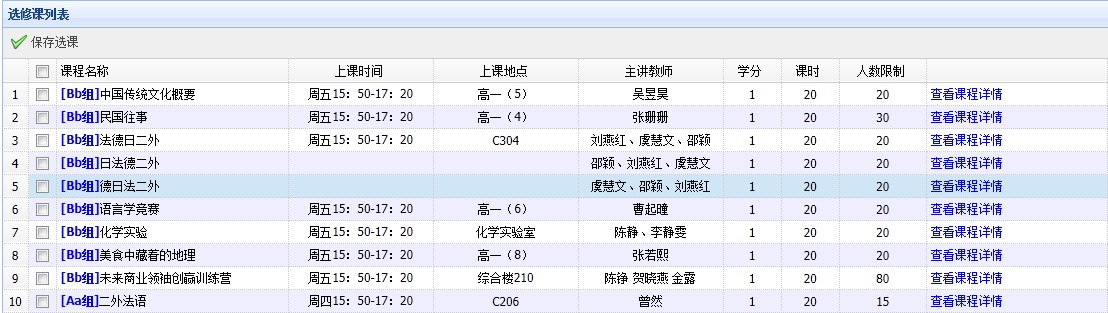 选修课列表
保存选课
课程名称 上课时间 上课地点 主讲教师 学分 课时 人数限制
1 [Bb组]中国传统文化概要 周五15：50-17：20 高一（5） 吴昱昊 1 20 20 查看课程详情
2 [Bb组]民国往事 周五15：50-17：20 高一（4） 张珊珊 1 20 30 查看课程详情
3 [Bb组]法德日二外 周五15：50-17：20 C304 刘燕红、虞慧文、邵颖 1 20 20 查看课程详情
4 [Bb组]日法德二外 邵颖、刘燕红、虞慧文 1 20 20 查看课程详情
5 [Bb组]德日法二外 虞慧文、邵颖、刘燕红 1 20 20 查看课程详情
6 [Bb组]语言学竞赛 周五15：50-17：20 高一（6） 曹起曈 1 20 20 查看课程详情
7 [Bb组]化学实验 周五15：50-17：20 化学实验室 陈静、李静雯 1 20 20 查看课程详情
8 [Bb组]美食中藏着的地理 周五15：50-17：20 高一（8） 张若熙 1 20 20 查看课程详情
9 [Bb组]未来商业领袖创赢训练营 周五15：50-17：20 综合楼210 陈铮 贺晓燕 金露 1 20 80 查看课程详情
10 [Aa组]二外法语 周四15：50-17：20 C206 曾然 1 20 15 查看课程详情